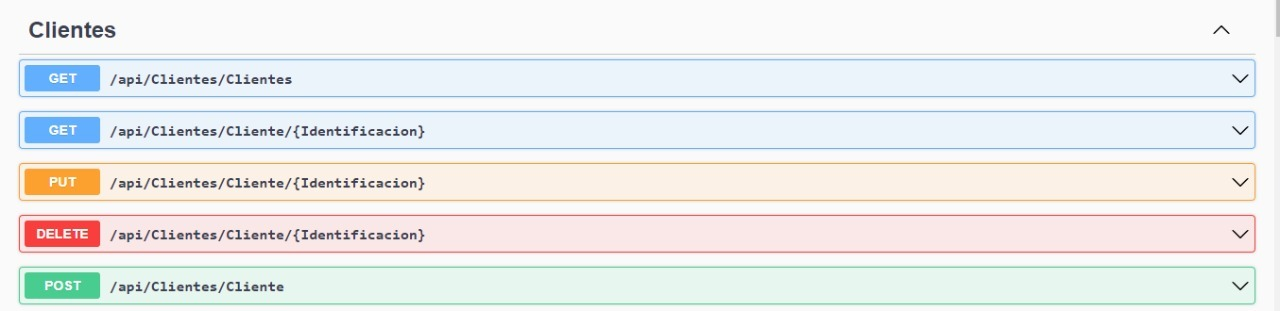 Clientes
GET /api/Clientes/Clientes
GET /api/Clientes/Cliente/{Identificacion}
PUT /api/Clientes/Cliente/{Identificacion}
DELETE /api/Clientes/Cliente/{Identificacion}
POST /api/Clientes/Cliente